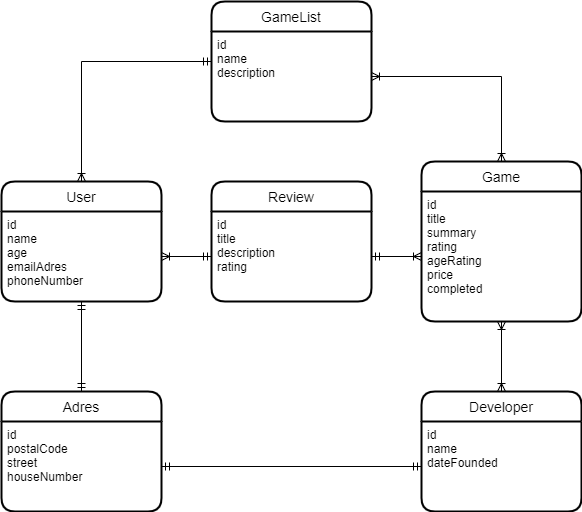 GameList
id
name
description
User
id
name
age
emailAdres
phoneNumber
Review
id
title
description
rating
Game
id
title
summary
rating
ageRating
price
completed
Adres
id
postalCode
street
houseNumber
Developer
id
name
dateFounded